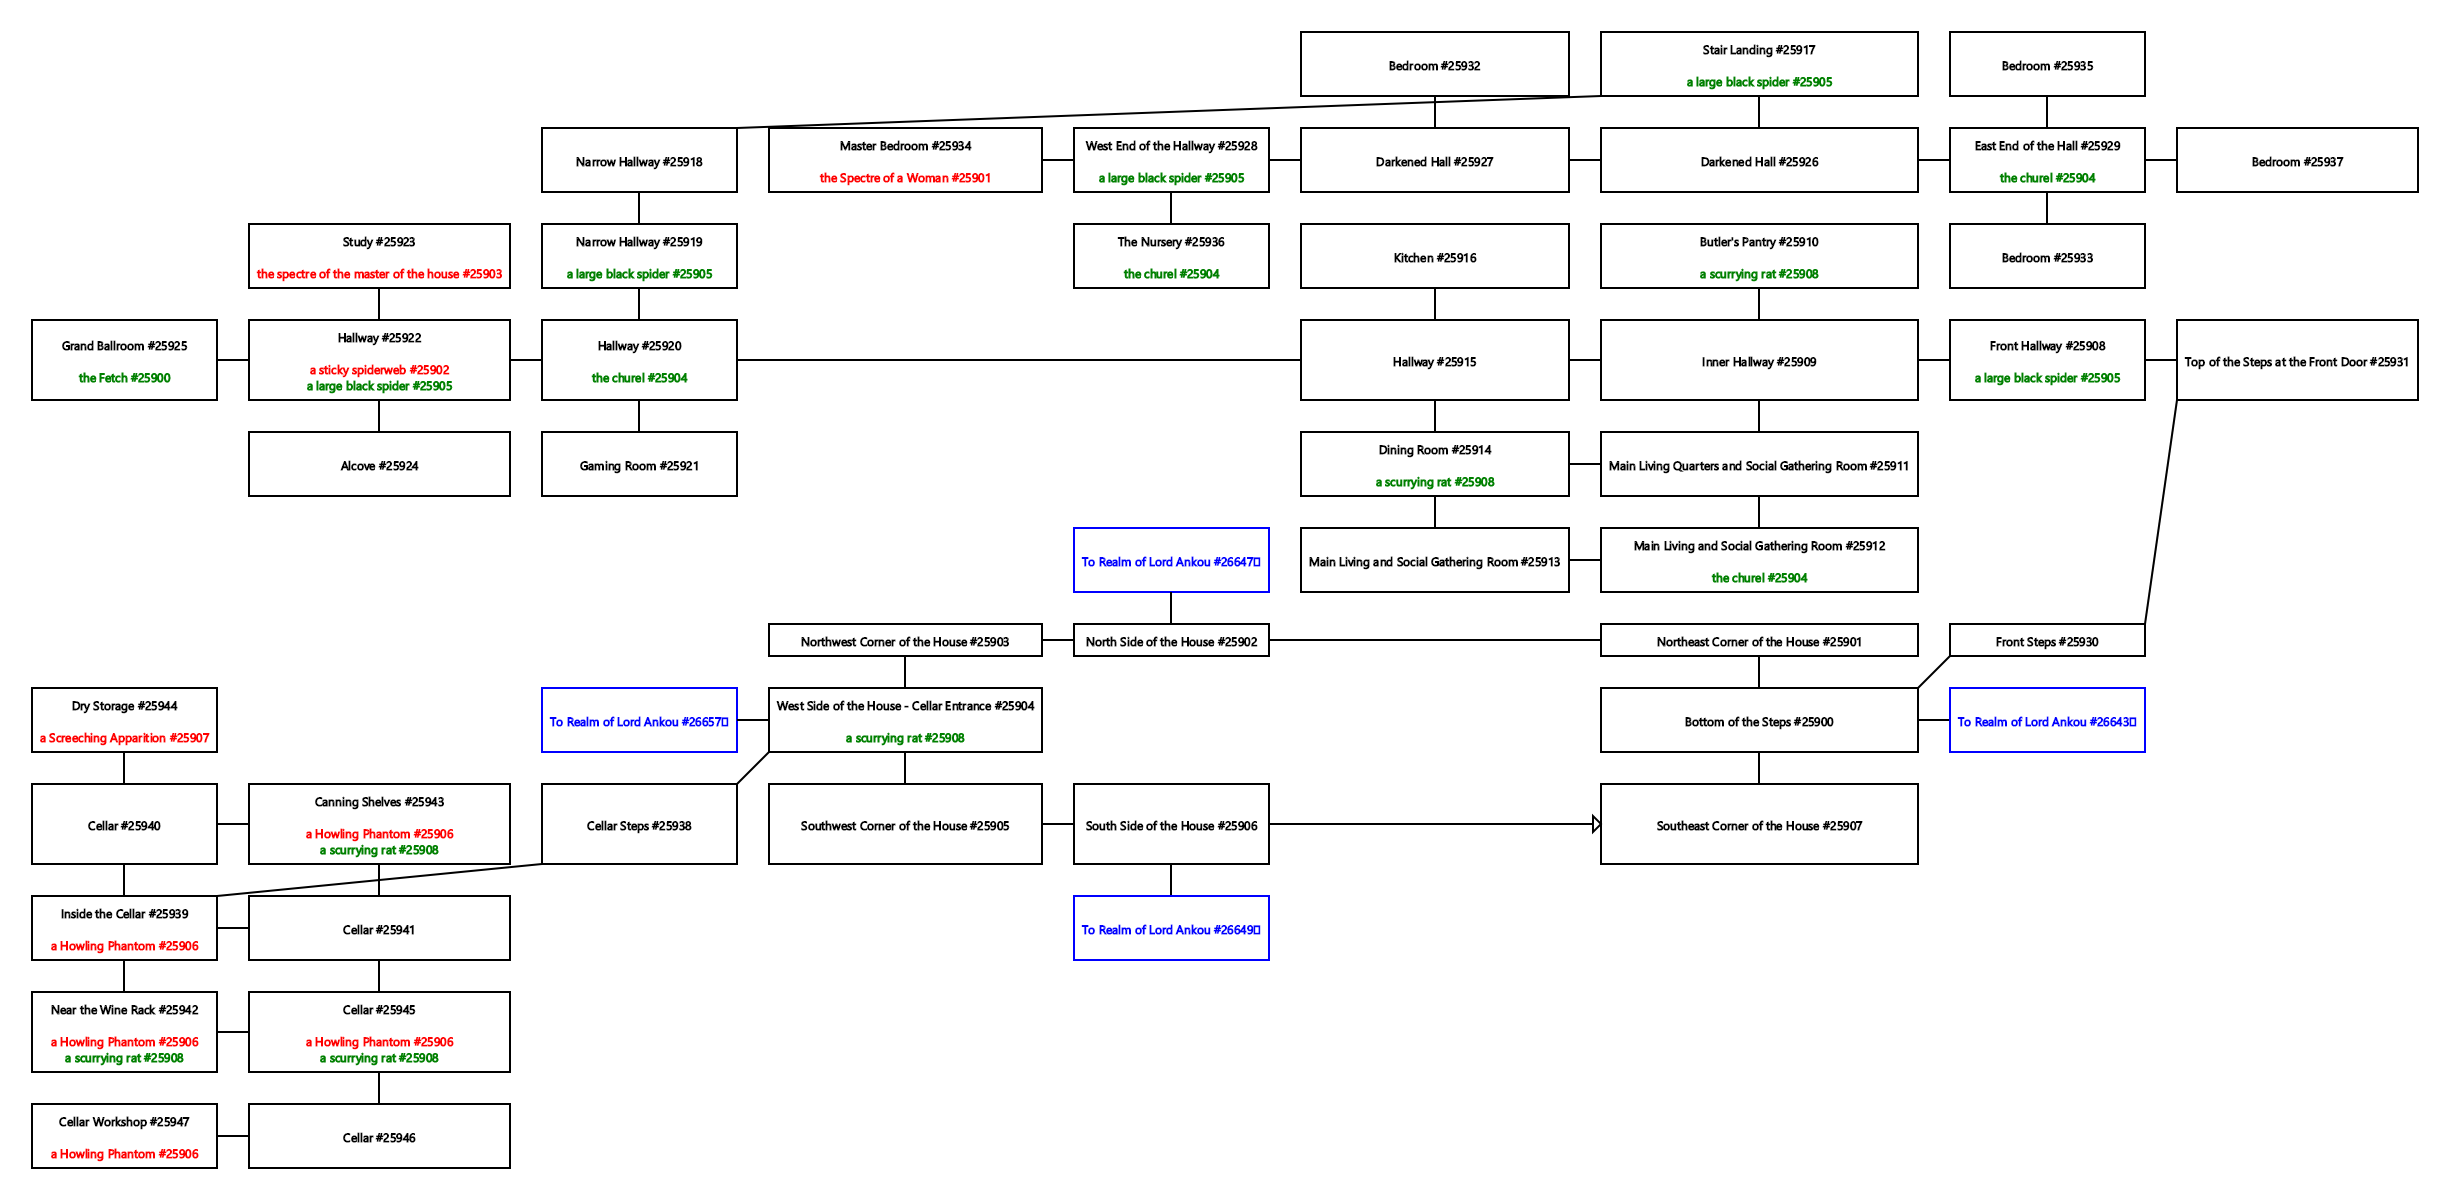 Bedroom #25932
Stair Landing #25917
a large black spider #25905
Bedroom #25935
Narrow Hallway #25918
Master Bedroom #25934
the Spectre of a Woman #25901
West End of the Hallway #25928
a large black spider #25905
Darkened Hall #25927
Darkened Hall #25926
East End of the Hall #25929
the churel #25904
Bedroom #25937
Study #25923
the spectre of the master of the house #25903
Narrow Hallway #25919
a large black spider #25905
The Nursery #25936
the churel #25904
Kitchen #25916
Butler's Pantry #25910
a scurrying rat #25908
Bedroom #25933
Grand Ballroom #25925
the Fetch #25900
Hallway #25922
a sticky spiderweb #25902
a large black spider #25905
Hallway #25920
the churel #25904
Hallway #25915
Inner Hallway #25909
Front Hallway #25908
a large black spider #25905
Top of the Steps at the Front Door #25931
Alcove #25924
Gaming Room #25921
Dining Room #25914
a scurrying rat #25908
Main Living Quarters and Social Gathering Room #25911
To Realm of Lord Ankou #26647
Main Living and Social Gathering Room #25913
Main Living and Social Gathering Room #25912
the churel #25904
Northwest Corner of the House #25903
North Side of the House #25902
Northeast Corner of the House #25901
Front Steps #25930
Dry Storage #25944
a Screeching Apparition #25907
To Realm of Lord Ankou #26657
West Side of the House - Cellar Entrance #25904
a scurrying rat #25908
Bottom of the Steps #25900
To Realm of Lord Ankou #26643
Cellar #25940
Canning Shelves #25943
a Howling Phantom #25906
a scurrying rat #25908
Cellar Steps #25938
Southwest Corner of the House #25905
South Side of the House #25906
Southeast Corner of the House #25907
Inside the Cellar #25939
a Howling Phantom #25906
Cellar #25941
To Realm of Lord Ankou #26649
Near the Wine Rack #25942
a Howling Phantom #25906
a scurrying rat #25908
Cellar #25945
a Howling Phantom #25906
a scurrying rat #25908
Cellar Workshop #25947
a Howling Phantom #25906
Cellar #25946